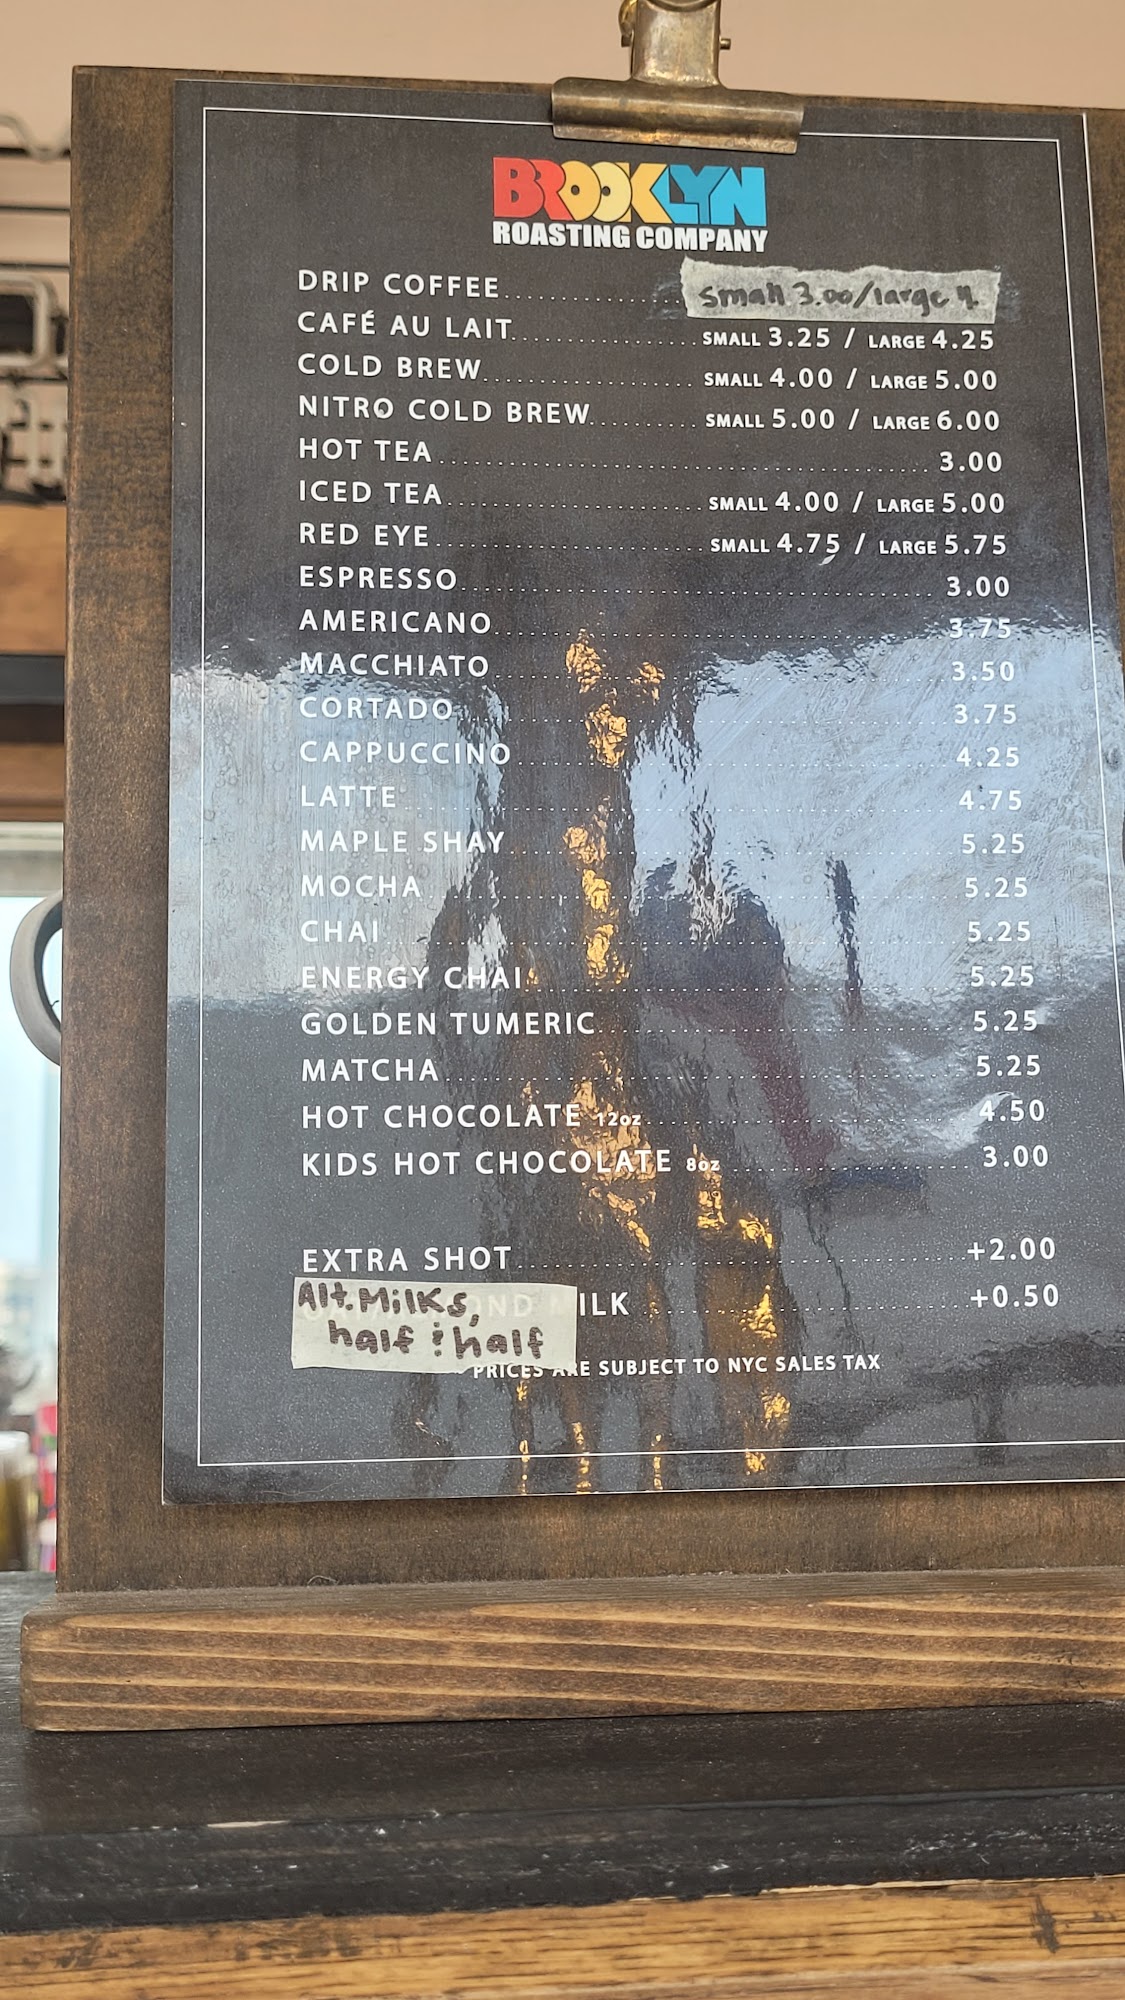 BROOKLYN
ROASTING COMPANY
DRIP COFFEE small 3.00/large 4.
CAFÉ AU LAIT SMALL 3.25 / LARGE 4.25
COLD BREW SMALL 4.00 / LARGE 5.00
NITRO COLD BREW SMALL 5.00 / LARGE 6.00
HOT TEA 3.00
ICED TEA SMALL 4.00 / LARGE 5.00
RED EYE SMALL 4.75 / LARGE 5.75
ESPRESSO 3.00
AMERICANO 3.75
MACCHIATO 3.50
CORTADO 3.75
CAPPUCCINO 4.25
LATTE 4.75
MAPLE SHAY 5.25
MOCHA 5.25
CHAI 5.25
ENERGY CHAI 5.25
GOLDEN TUMERIC 5.25
MATCHA 5.25
HOT CHOCOLATE 12oz 4.50
KIDS HOT CHOCOLATE 8oz 3.00
EXTRA SHOT +2.00
Alt. Milks, MILK +0.50
half & half
PRICES ARE SUBJECT TO NYC SALES TAX